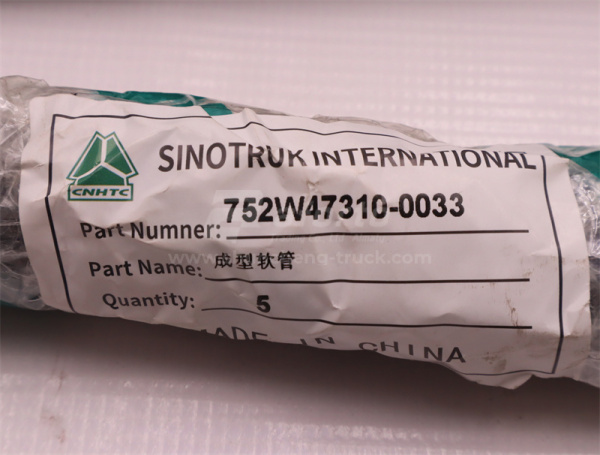 SINOTRUK INTERNATIONAL
CNHTC
Part Numner: 752W47310-0033
Part Name: 成型软管
Quantity: 5
MADE IN CHINA